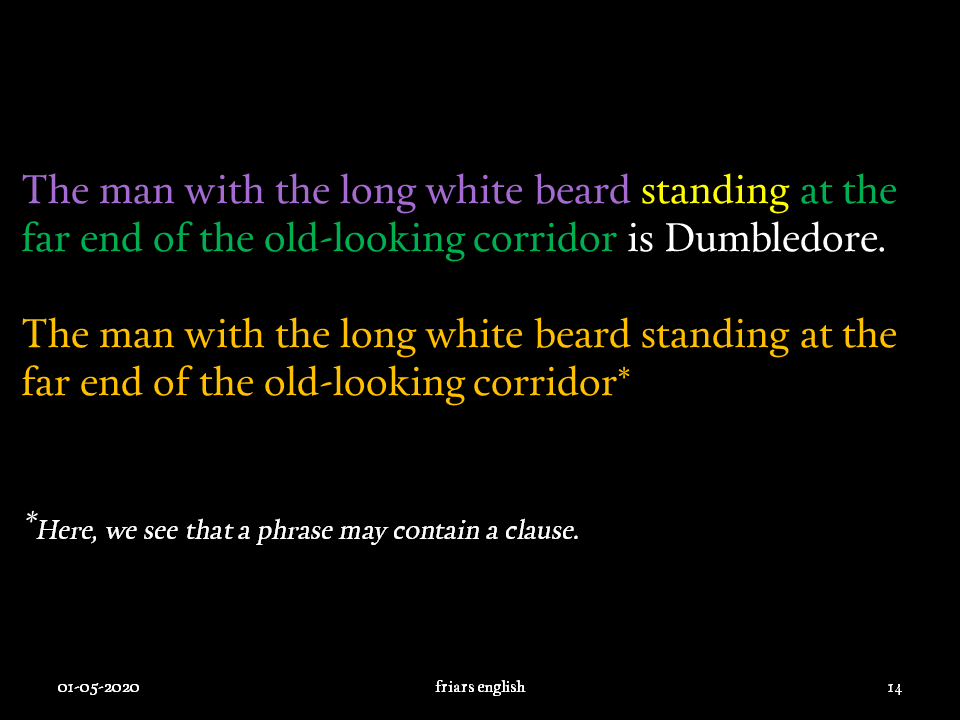 The man with the long white beard standing at the
far end of the old-looking corridor is Dumbledore.
The man with the long white beard standing at the
far end of the old-looking corridor*
*Here, we see that a phrase may contain a clause.
01-05-2020 friars english 14